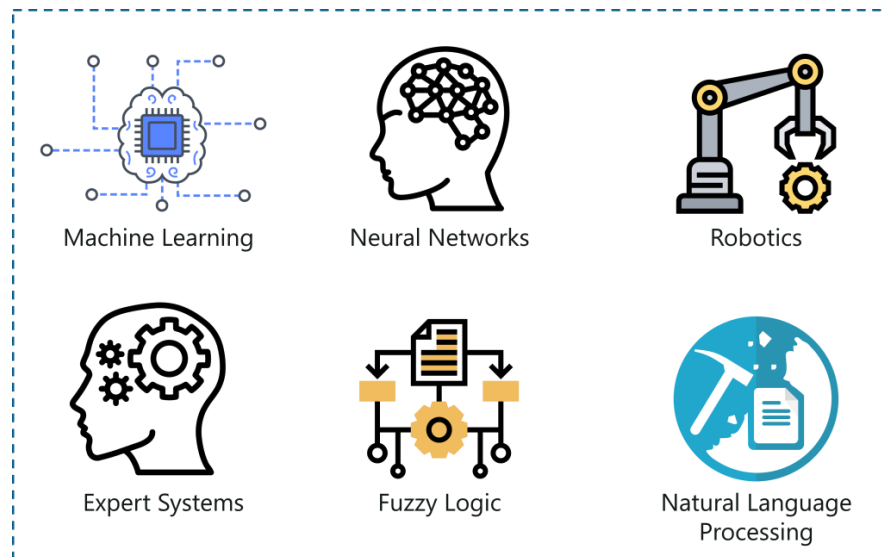 Machine Learning
Neural Networks
Robotics
Expert Systems
Fuzzy Logic
Natural Language
Processing